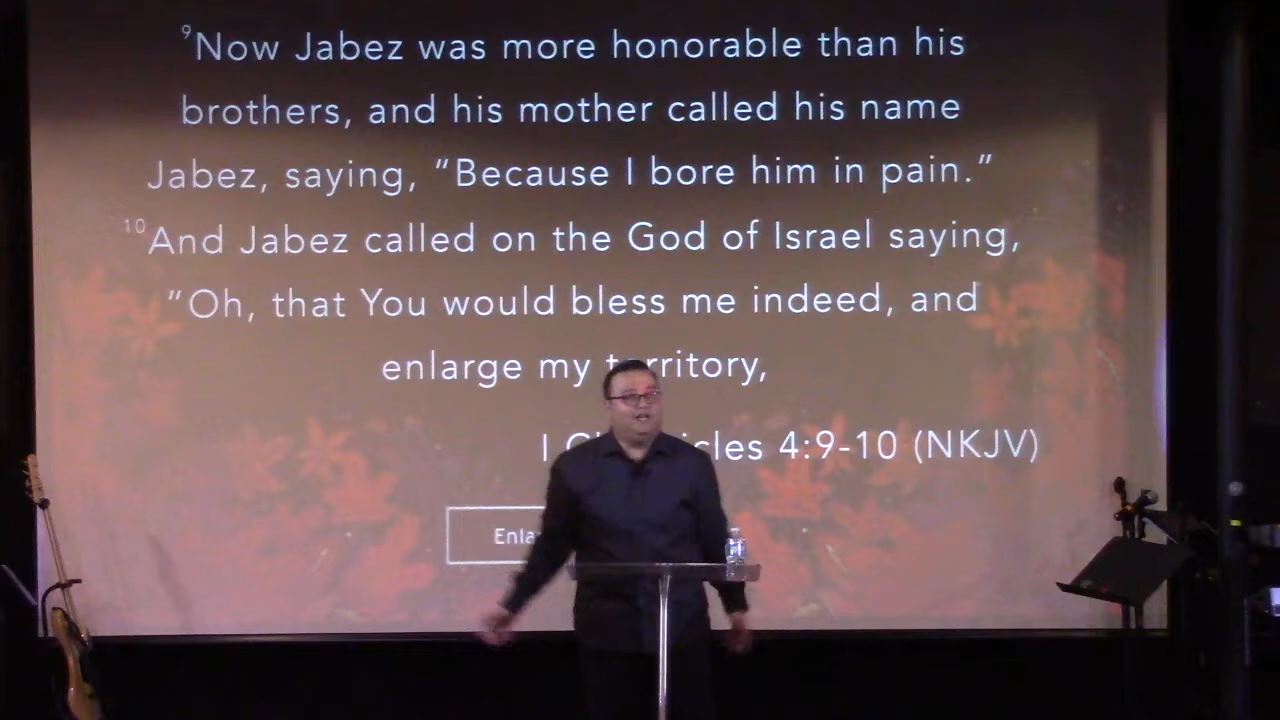 ⁹Now Jabez was more honorable than his
brothers, and his mother called his name
Jabez, saying, “Because I bore him in pain.”
¹⁰And Jabez called on the God of Israel saying,
“Oh, that You would bless me indeed, and
enlarge my territory,
I Chronicles 4:9-10 (NKJV)